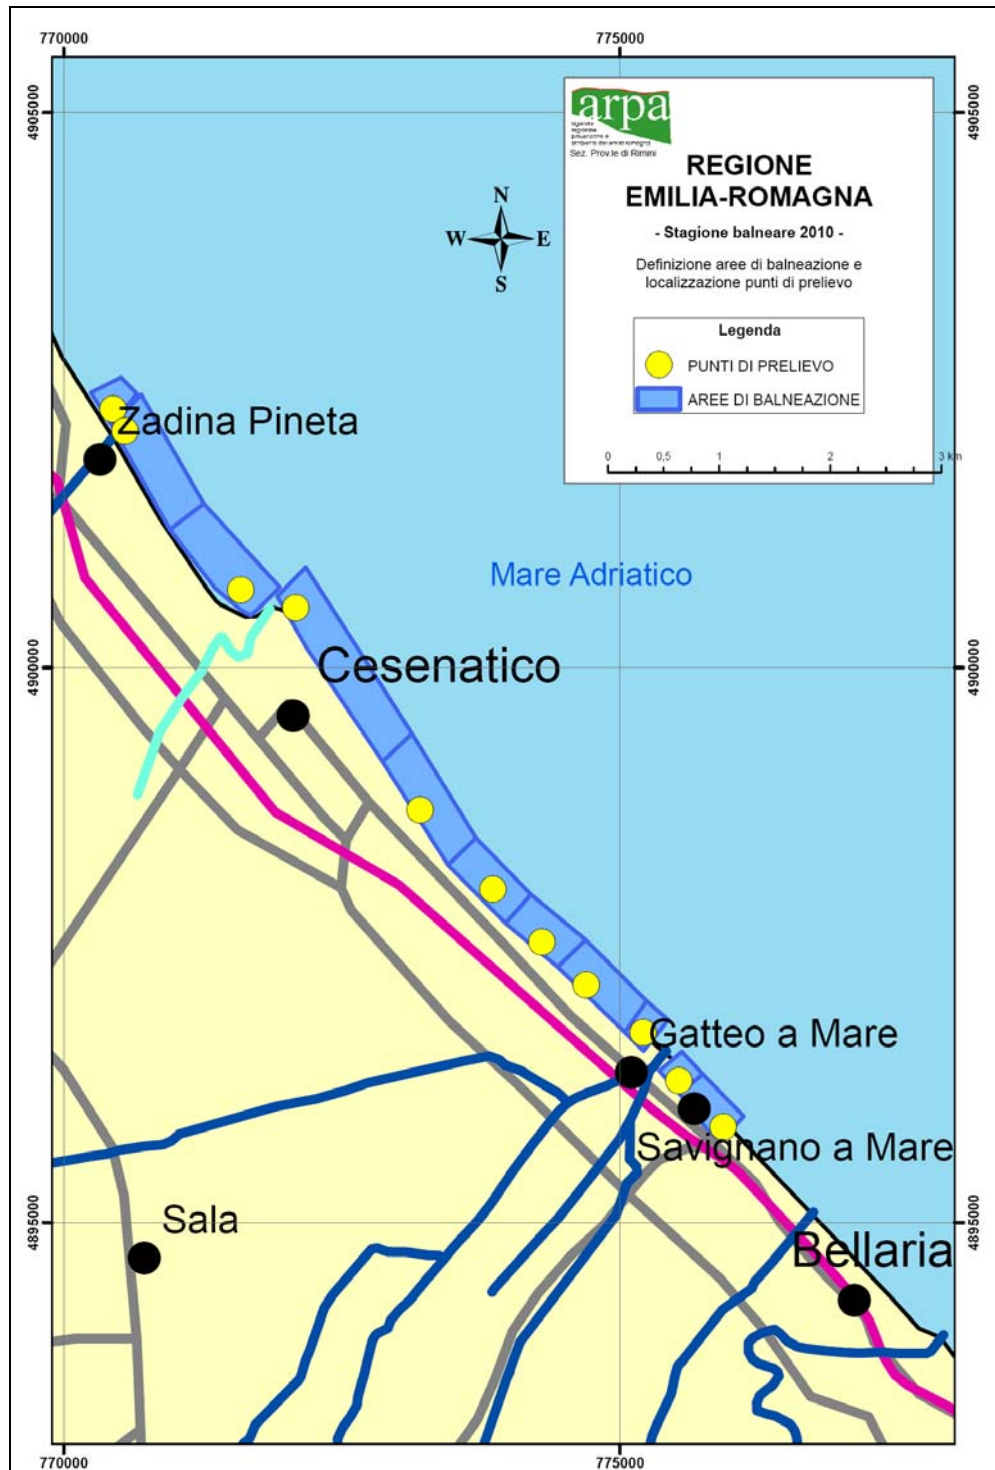 770000
775000
4905000
4905000
arpa
Sez. Prov.le di Rimini
REGIONE
EMILIA-ROMAGNA
- Stagione balneare 2010 -
Definizione aree di balneazione e
localizzazione punti di prelievo
Legenda
PUNTI DI PRELIEVO
AREE DI BALNEAZIONE
0
0,5
1
2
3 km
N
W
E
S
Zadina Pineta
Mare Adriatico
4900000
Cesenatico
4900000
Gatteo a Mare
Savignano a Mare
4895000
Sala
4895000
Bellaria
770000
775000